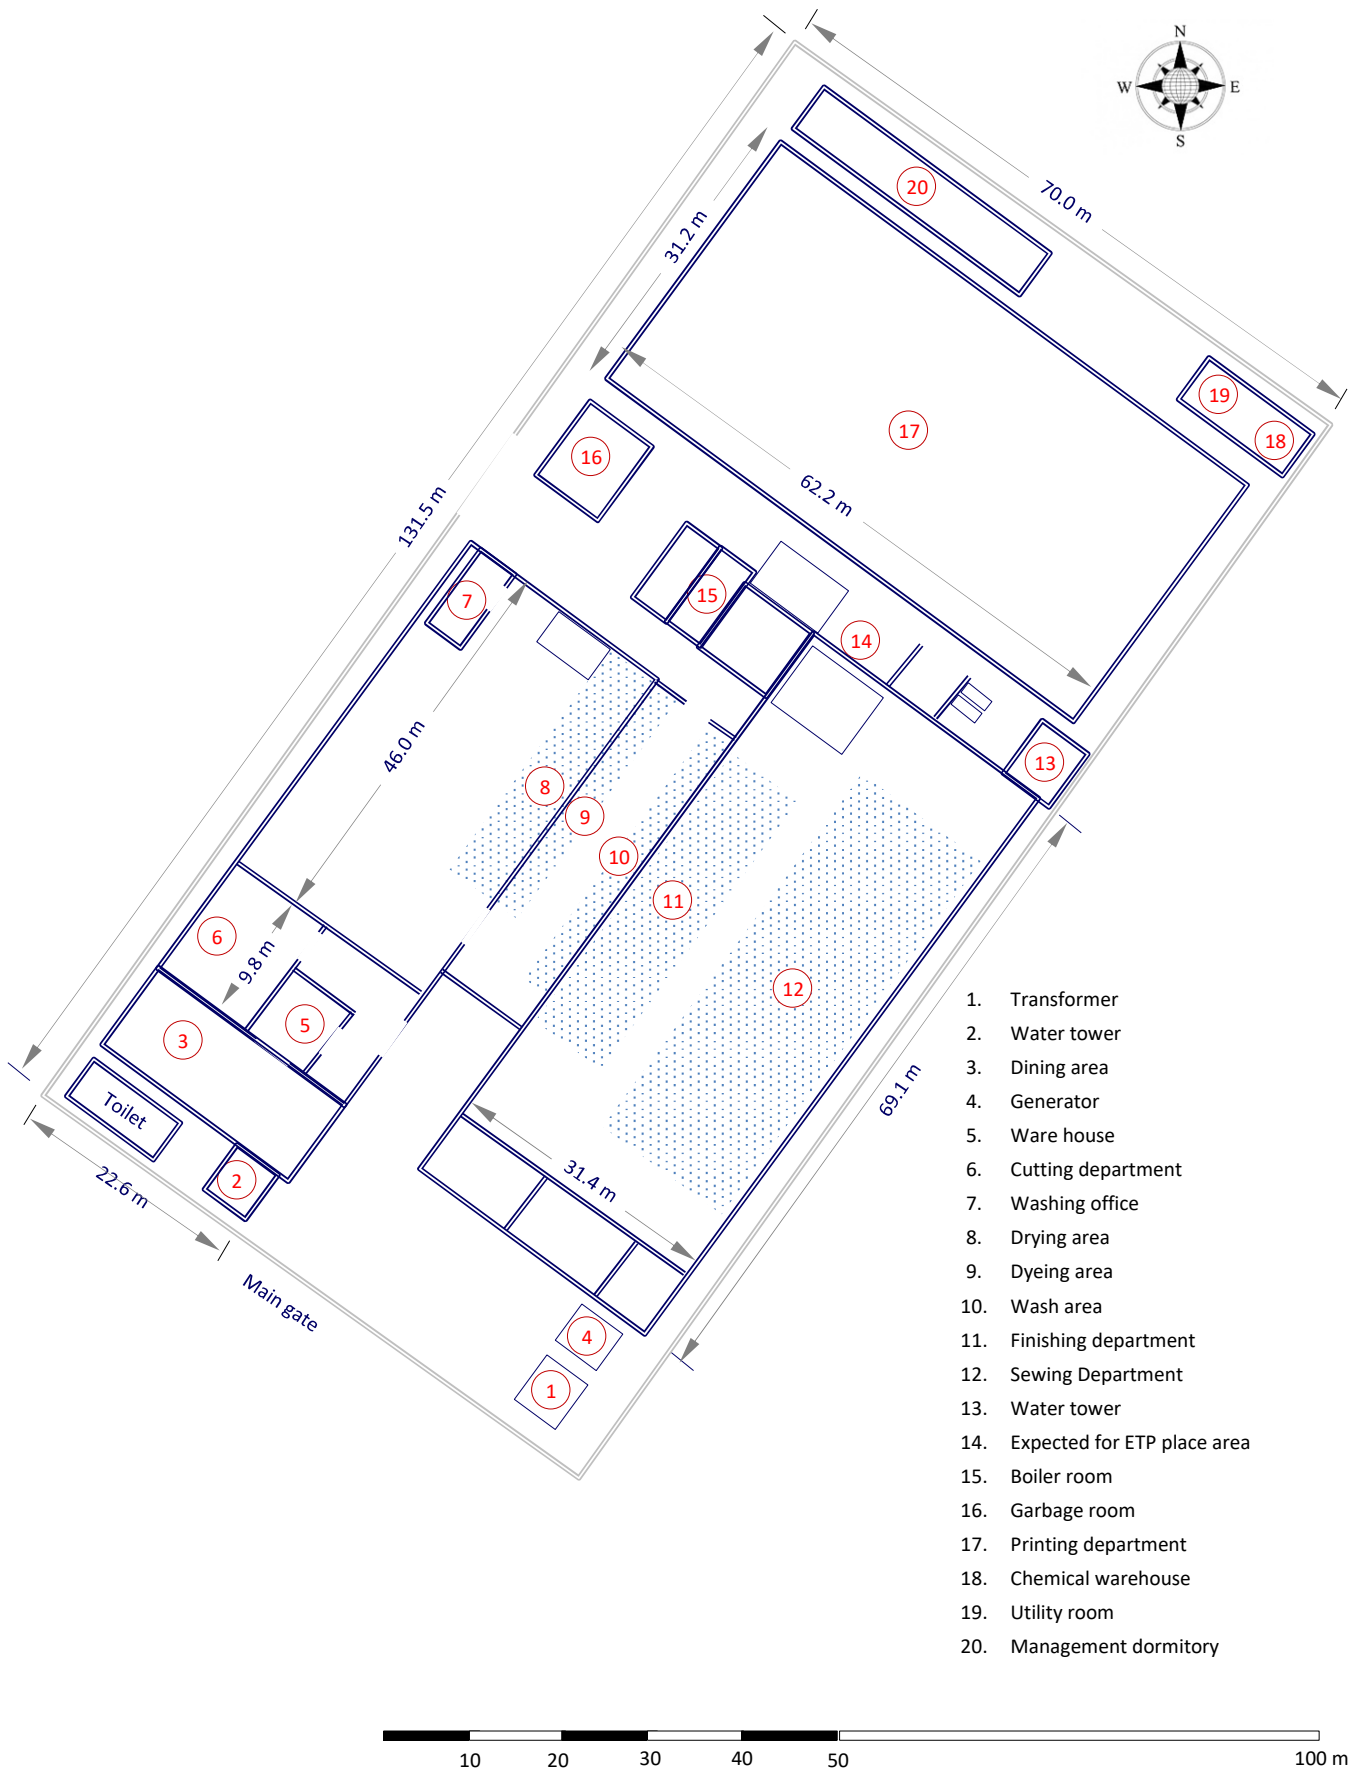 N
W E
S
70.0 m
20
31.2 m
19
18
17
16
62.2 m
131.5 m
15
7
14
46.0 m
13
8
9
10
11
6
9.8 m
12
5
3
Toilet
69.1 m
2
22.6 m
31.4 m
Main gate
4
1
1. Transformer
2. Water tower
3. Dining area
4. Generator
5. Ware house
6. Cutting department
7. Washing office
8. Drying area
9. Dyeing area
10. Wash area
11. Finishing department
12. Sewing Department
13. Water tower
14. Expected for ETP place area
15. Boiler room
16. Garbage room
17. Printing department
18. Chemical warehouse
19. Utility room
20. Management dormitory
10 20 30 40 50 100 m